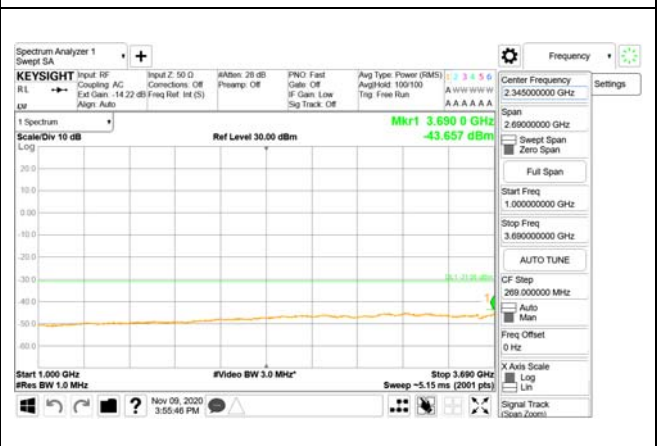 Spectrum Analyzer 1
Swept SA
Frequency
KEYSIGHT Input: RF Input Z: 50 Ω #Atten: 28 dB PNO: Fast Avg Type: Power (RMS) 1 2 3 4 5 6
RL Coupling: AC Corrections: Off Preamp: Off Gate: Off Avg|Hold: 100/100 A W W W W W
Ext Gain: -14.22 dB Freq Ref: Int (S) IF Gain: Low Trig: Free Run
Align: Auto Sig Track: Off A A A A A A
1 Spectrum
Mkr1 3.690 0 GHz
Scale/Div 10 dB Ref Level 30.00 dBm -43.657 dBm
Log
20.0
10.0
0.00
-10.0
-20.0
-30.0
-40.0
1
-50.0
-60.0
Start 1.000 GHz #Video BW 3.0 MHz* Stop 3.690 GHz
#Res BW 1.0 MHz Sweep ~5.15 ms (2001 pts)
Nov 09, 2020
3:55:46 PM
Settings
Center Frequency
2.345000000 GHz
Span
2.69000000 GHz
Swept Span
Zero Span
Full Span
Start Freq
1.000000000 GHz
Stop Freq
3.690000000 GHz
AUTO TUNE
CF Step
269.000000 MHz
Auto
Man
Freq Offset
0 Hz
X Axis Scale
Log
Lin
Signal Track
(Span Zoom)